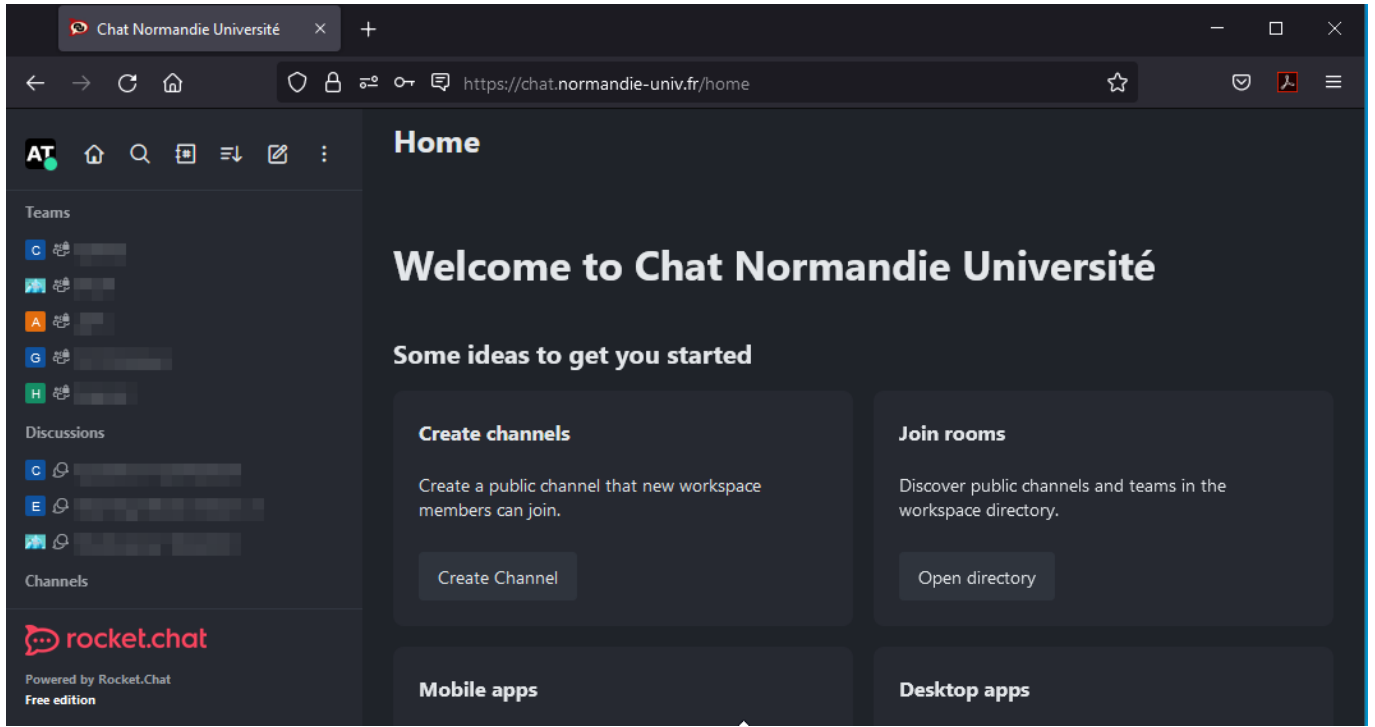 Chat Normandie Université
https://chat.normandie-univ.fr/home
AT
Home
Teams
C
A
G
H
Discussions
C
E
Channels
rocket.chat
Powered by Rocket.Chat
Free edition
Welcome to Chat Normandie Université
Some ideas to get you started
Create channels
Create a public channel that new workspace
members can join.
Create Channel
Join rooms
Discover public channels and teams in the
workspace directory.
Open directory
Mobile apps
Desktop apps